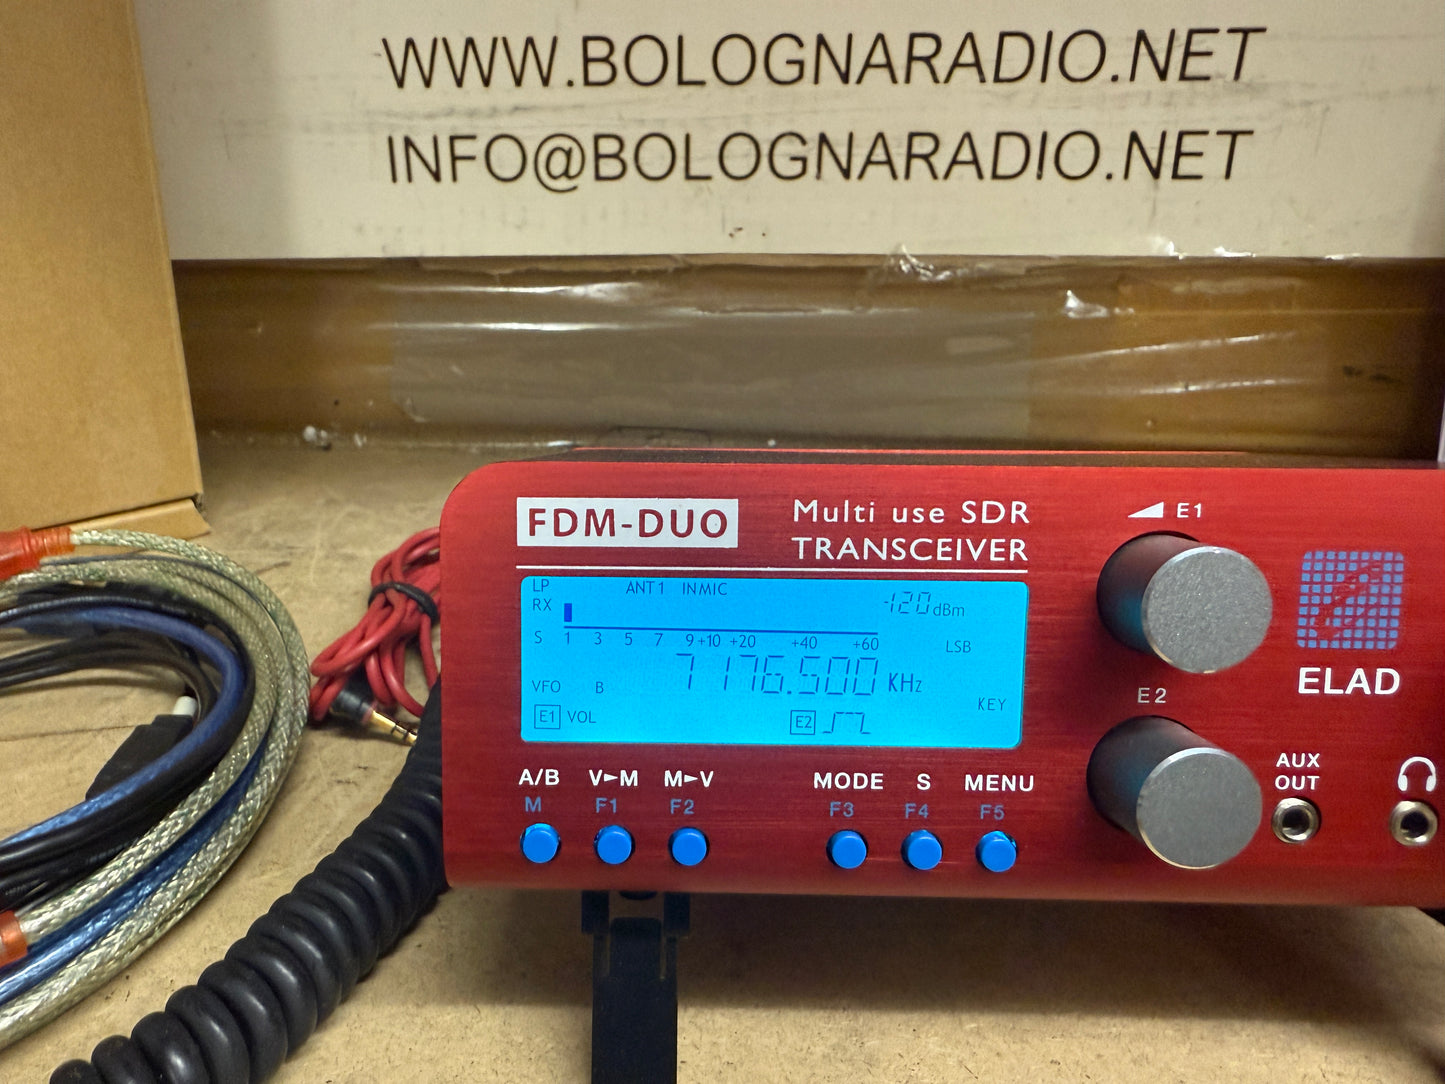 WWW.BOLOGNARADIO.NET
INFO@BOLOGNARADIO.NET
FDM-DUO
Multi use SDR
TRANSCEIVER
E1
LP ANT1 INMIC
RX -120dBm
S 1 3 5 7 9 +10 +20 +40 +60 LSB
7176.500 KHz
VFO B KEY
E1 VOL E2
ELAD
E2
A/B V►M M►V MODE S MENU
M F1 F2 F3 F4 F5
AUX
OUT